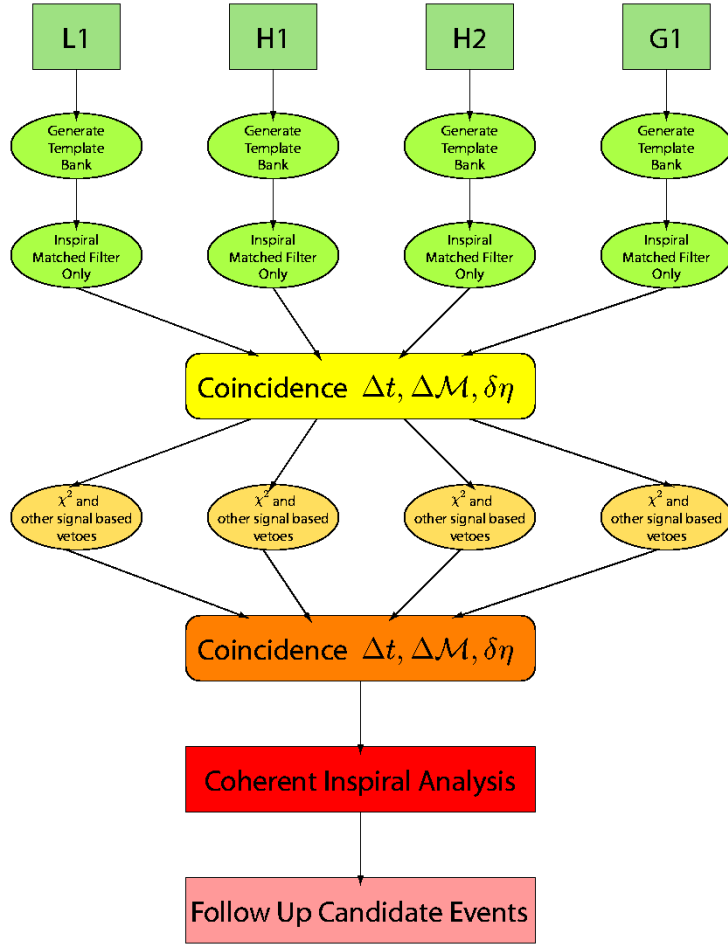 L1 H1 H2 G1
Generate Generate Generate Generate
Template Template Template Template
Bank Bank Bank Bank
Inspiral Inspiral Inspiral Inspiral
Matched Filter Matched Filter Matched Filter Matched Filter
Only Only Only Only
Coincidence Δt, Δℳ, δη
χ² and χ² and χ² and χ² and
other signal based other signal based other signal based other signal based
vetoes vetoes vetoes vetoes
Coincidence Δt, Δℳ, δη
Coherent Inspiral Analysis
Follow Up Candidate Events